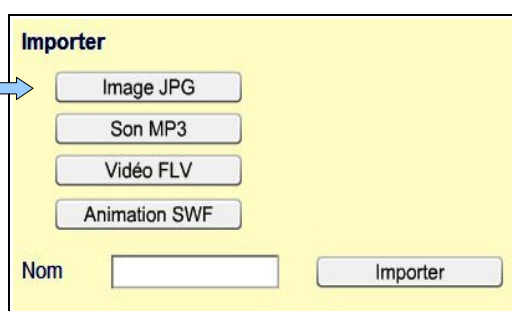 Importer
Image JPG
Son MP3
Vidéo FLV
Animation SWF
Nom Importer